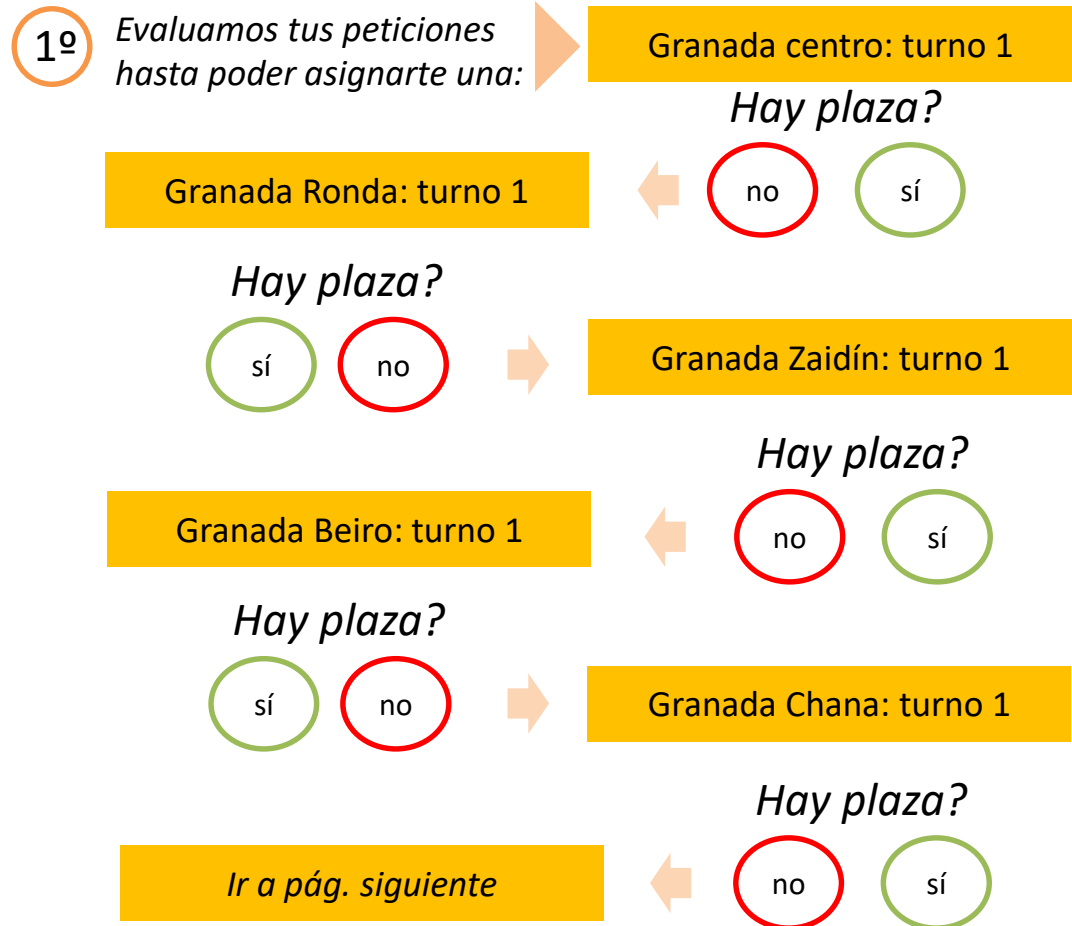 1º
Evaluamos tus peticiones
hasta poder asignarte una:
Granada centro: turno 1
Hay plaza?
no
sí
Granada Ronda: turno 1
Hay plaza?
sí
no
Granada Zaidín: turno 1
Hay plaza?
no
sí
Granada Beiro: turno 1
Hay plaza?
sí
no
Granada Chana: turno 1
Hay plaza?
no
sí
Ir a pág. siguiente